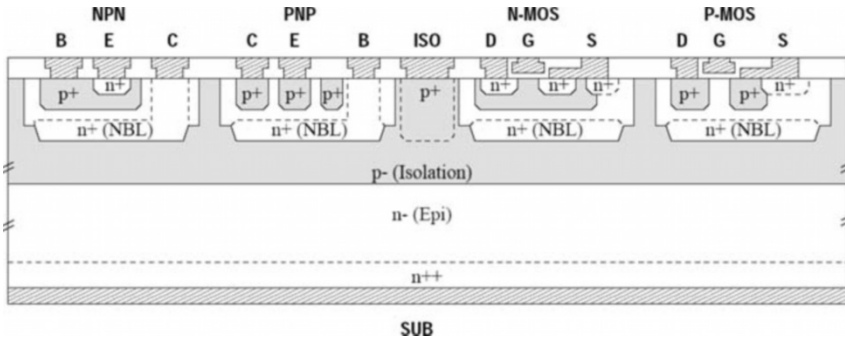 NPN PNP N-MOS P-MOS
B E C C E B ISO D G S D G S
p+ n+ p+ p+ p+ p+ n+ n+ n+ p+ p+ n+
n+ (NBL) n+ (NBL) n+ (NBL) n+ (NBL)
p- (Isolation)
n- (Epi)
n++
SUB